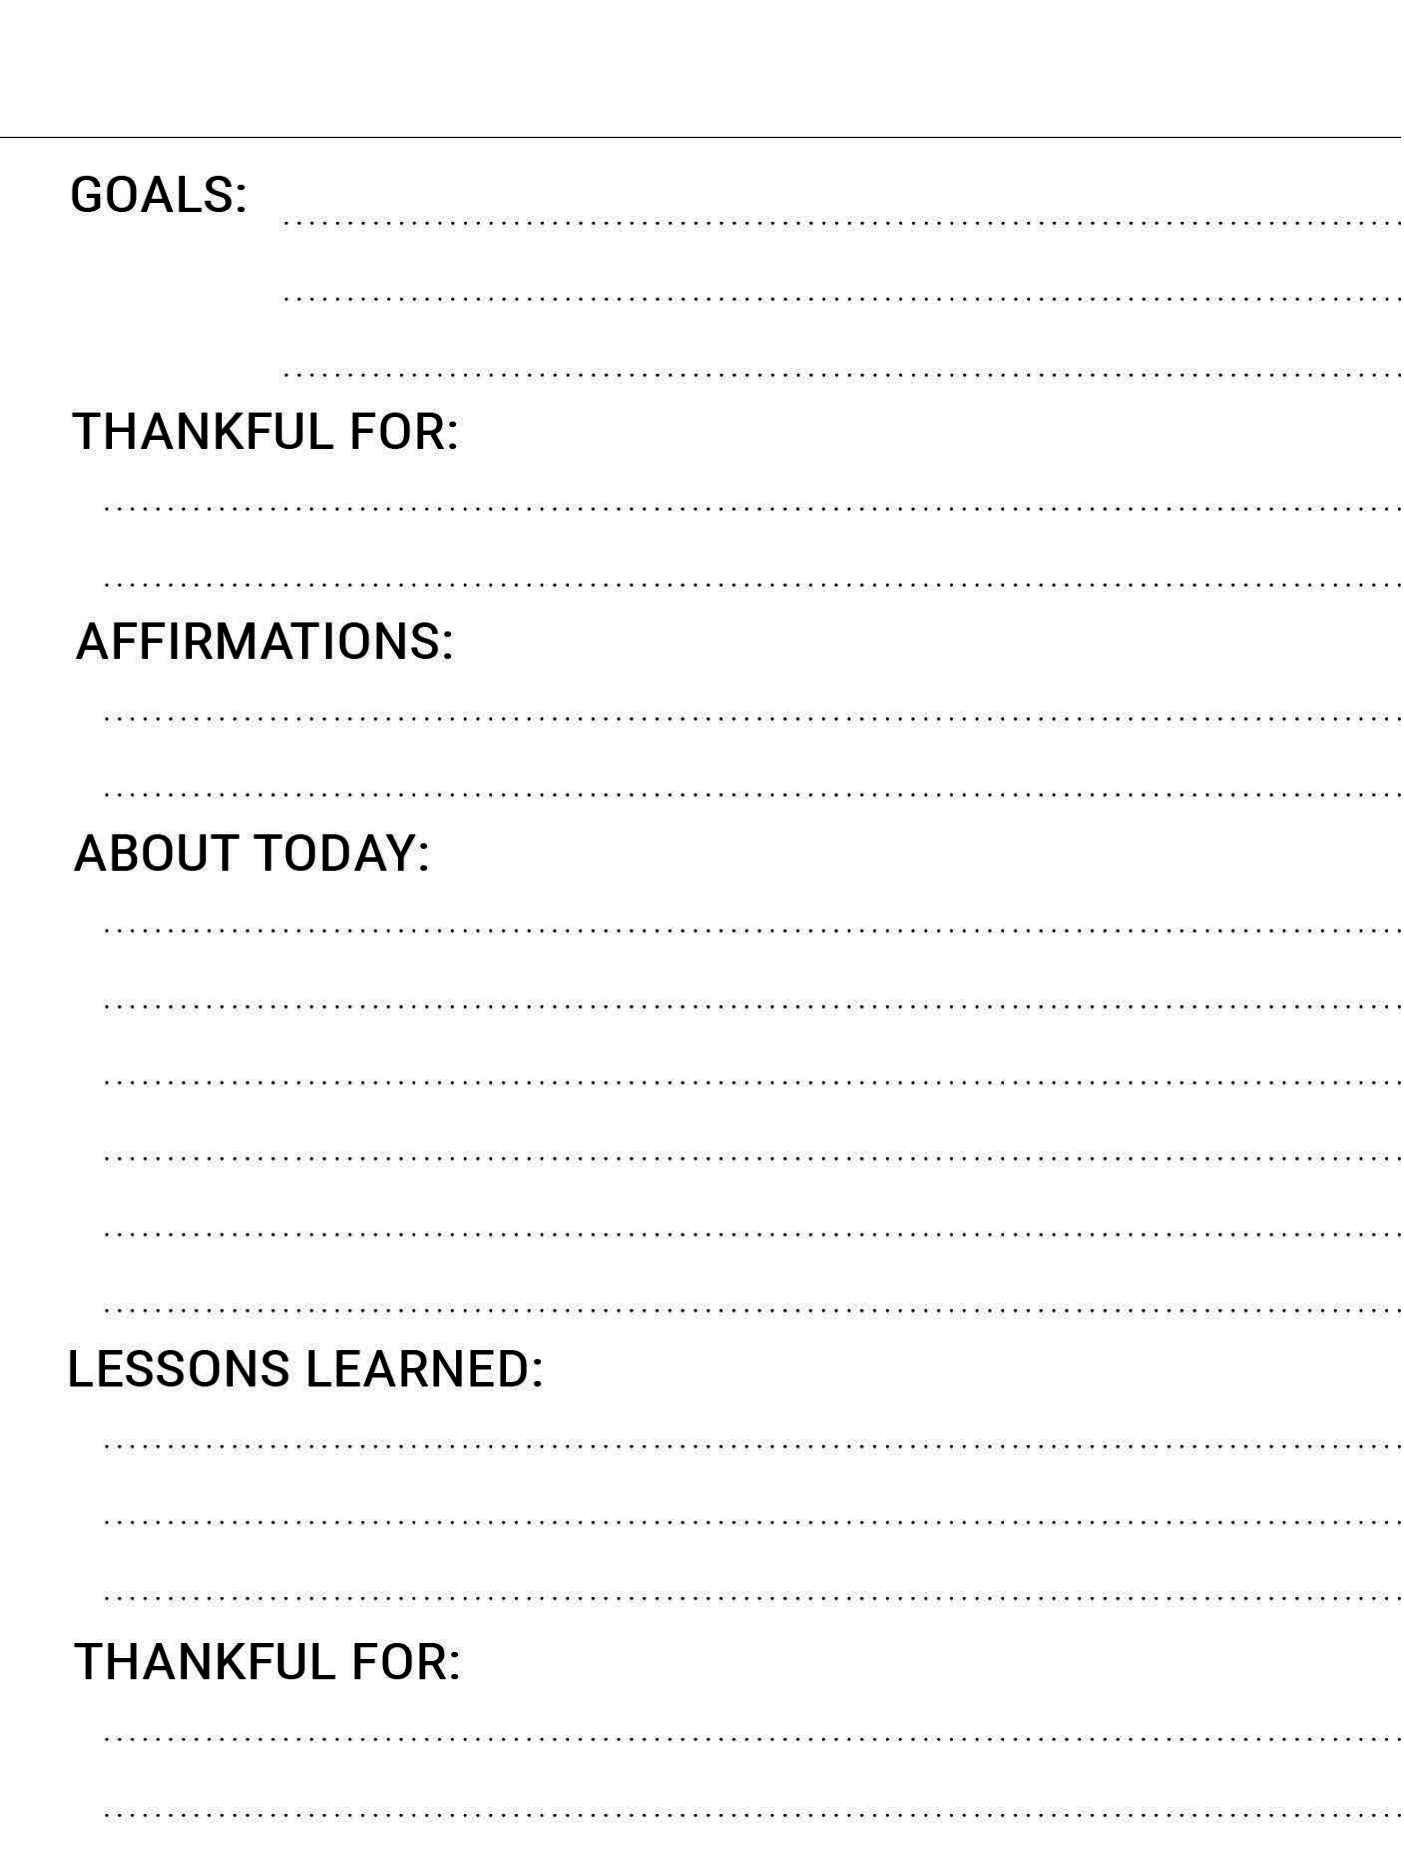 GOALS:
THANKFUL FOR:
AFFIRMATIONS:
ABOUT TODAY:
LESSONS LEARNED:
THANKFUL FOR: